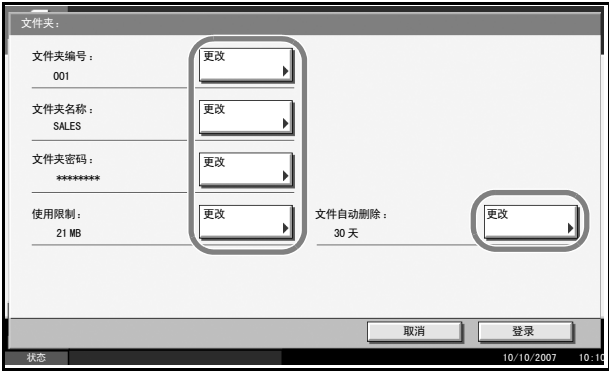 文件夹：
文件夹编号：
更改
001
文件夹名称：
更改
SALES
文件夹密码：
更改
********
使用限制：
更改
文件自动删除：
更改
21 MB
30 天
取消
登录
状态
10/10/2007
10:10